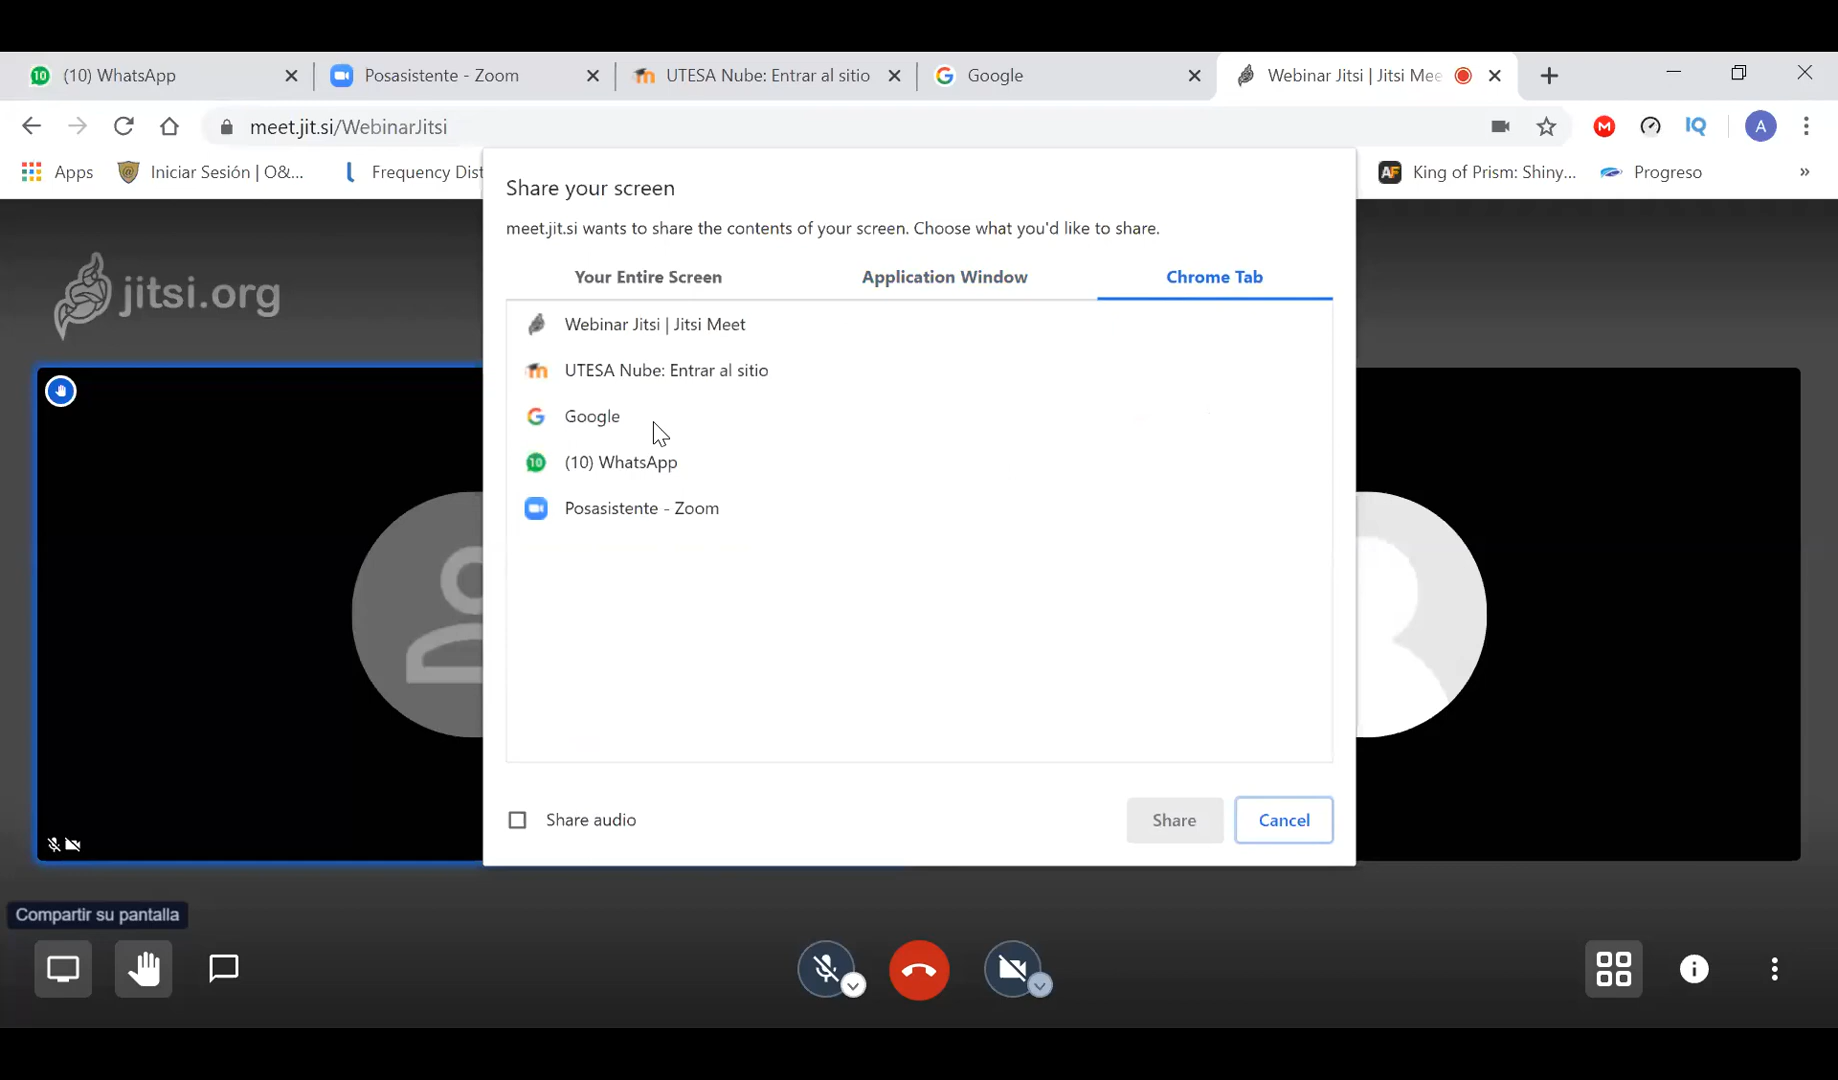 10 (10) WhatsApp Posasistente - Zoom UTESA Nube: Entrar al sitio Google Webinar Jitsi | Jitsi Mee
meet.jit.si/WebinarJitsi M IQ A
Apps Iniciar Sesión | O&... Frequency Dist AF King of Prism: Shiny... Progreso »
Share your screen
meet.jit.si wants to share the contents of your screen. Choose what you'd like to share.
Your Entire Screen Application Window Chrome Tab
jitsi.org
Webinar Jitsi | Jitsi Meet
UTESA Nube: Entrar al sitio
Google
10 (10) WhatsApp
Posasistente - Zoom
Share audio Share Cancel
Compartir su pantalla